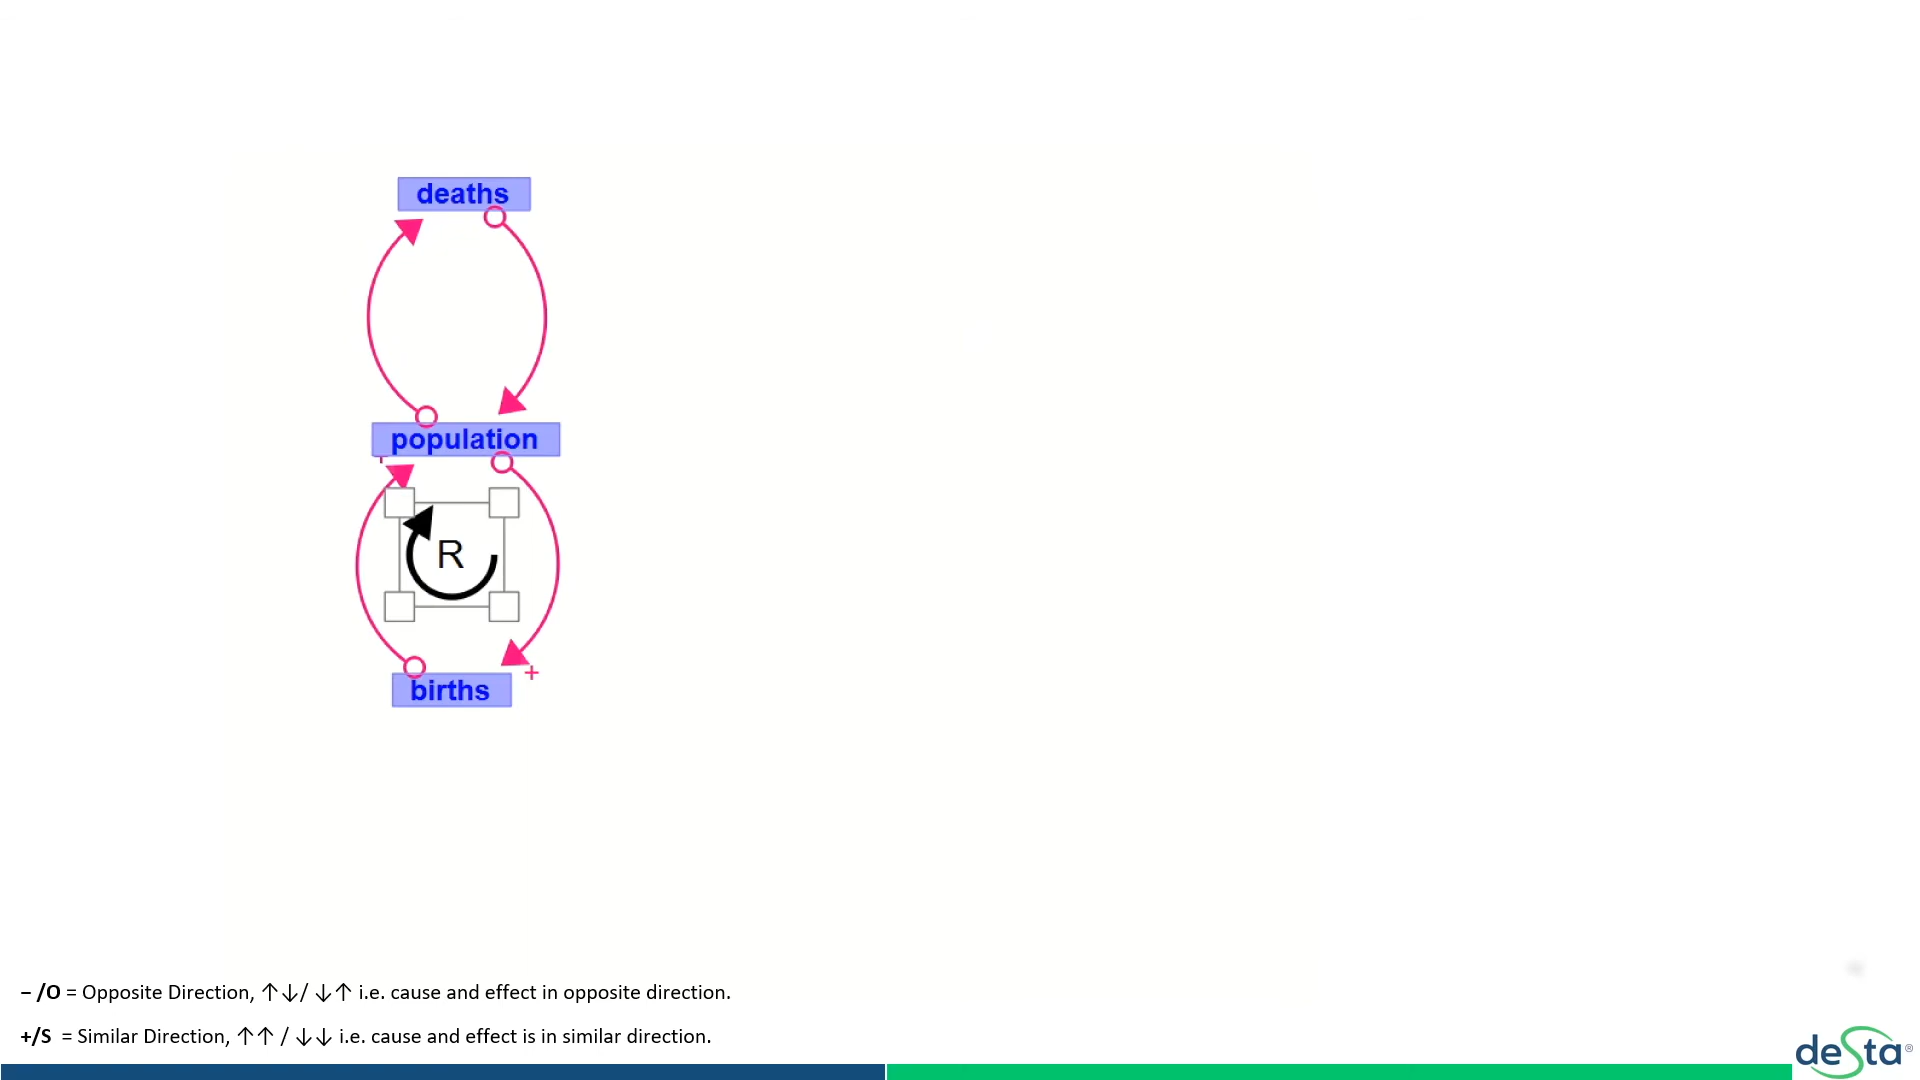 deaths
population
+
R
+
births
– /O = Opposite Direction, ↑↓/ ↓↑ i.e. cause and effect in opposite direction.
+/S = Similar Direction, ↑↑ / ↓↓ i.e. cause and effect is in similar direction.
deSta®